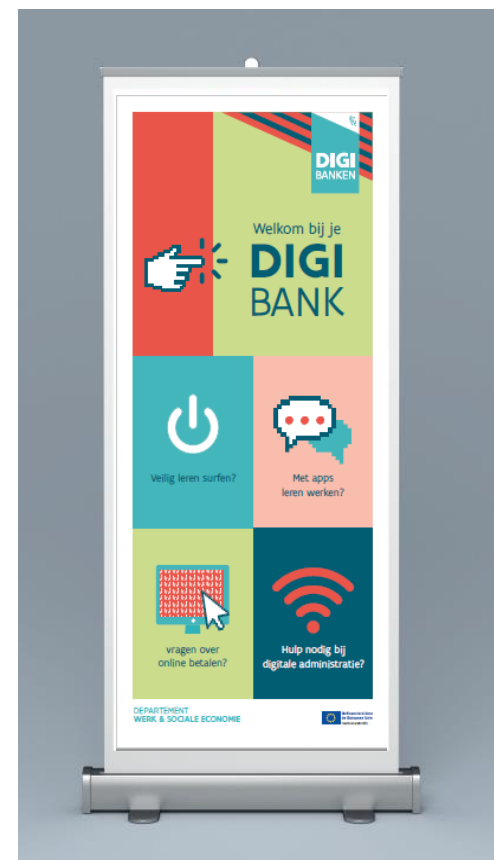 DIGI
BANKEN
Welkom bij je
DIGI
BANK
Veilig leren surfen?
Met apps
leren werken?
vragen over
online betalen?
Hulp nodig bij
digitale administratie?
DEPARTEMENT
WERK & SOCIALE ECONOMIE